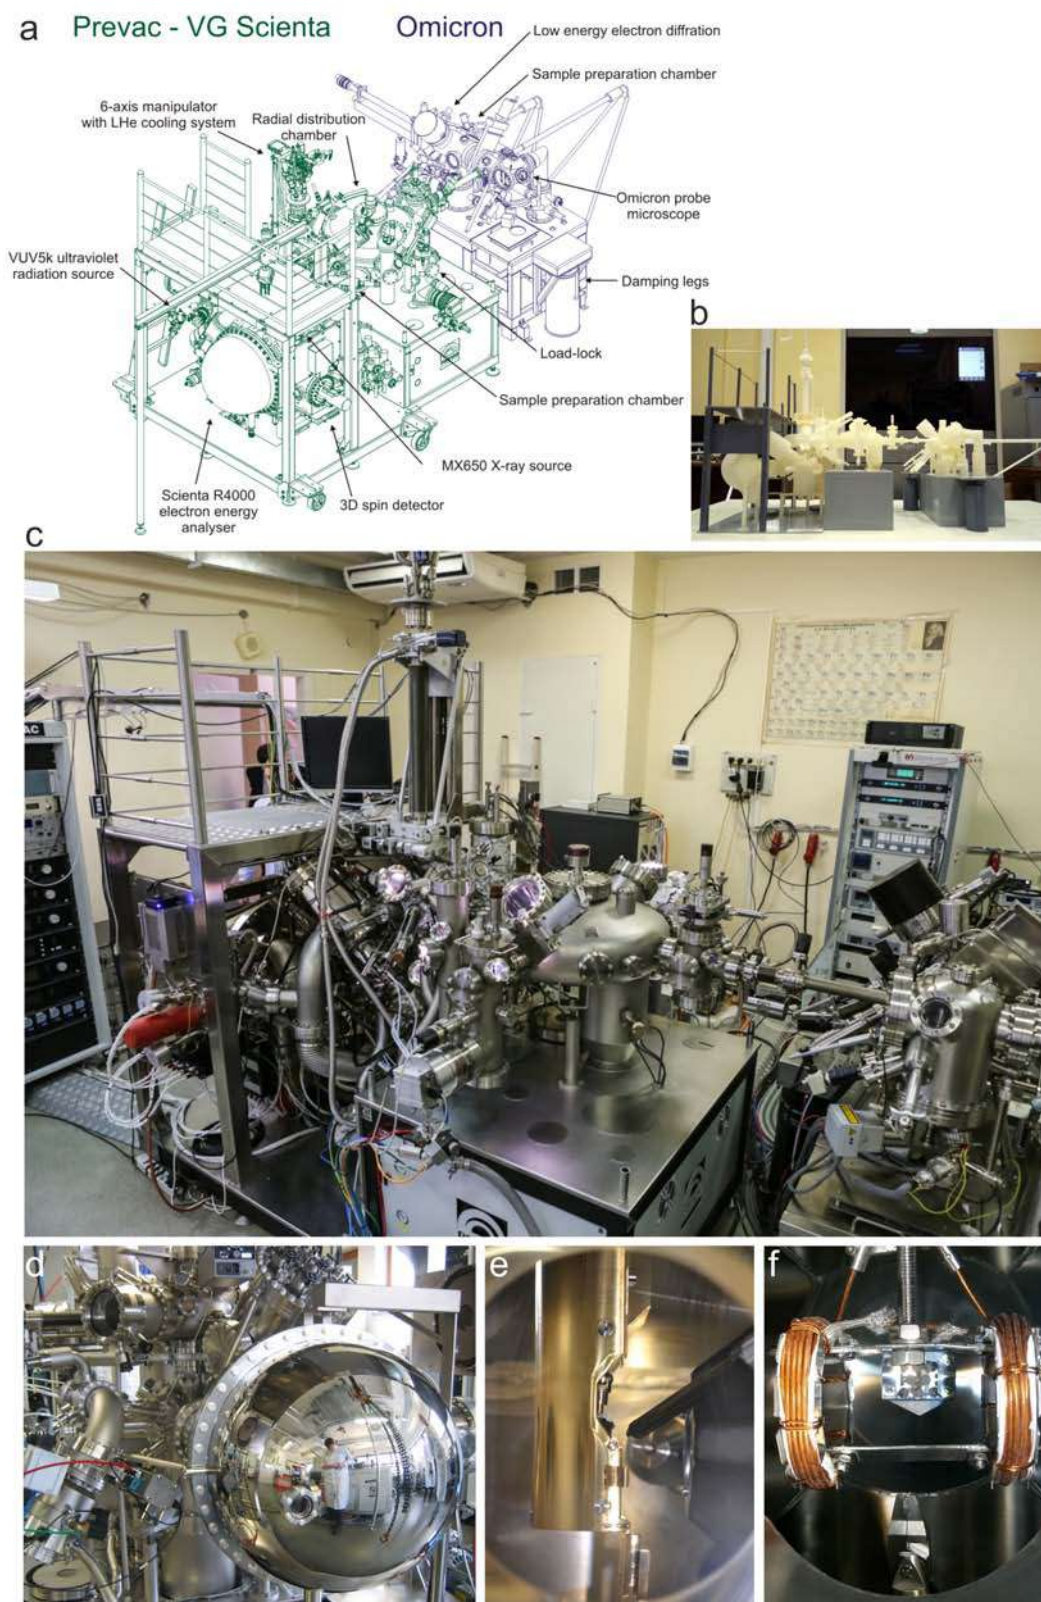 a
Prevac - VG Scienta
Omicron
Low energy electron diffration
Sample preparation chamber
6-axis manipulator
with LHe cooling system
Radial distribution
chamber
Omicron probe
microscope
VUV5k ultraviolet
radiation source
Damping legs
b
Load-lock
Sample preparation chamber
MX650 X-ray source
Scienta R4000
electron energy
analyser
3D spin detector
c
AC
d
e
f